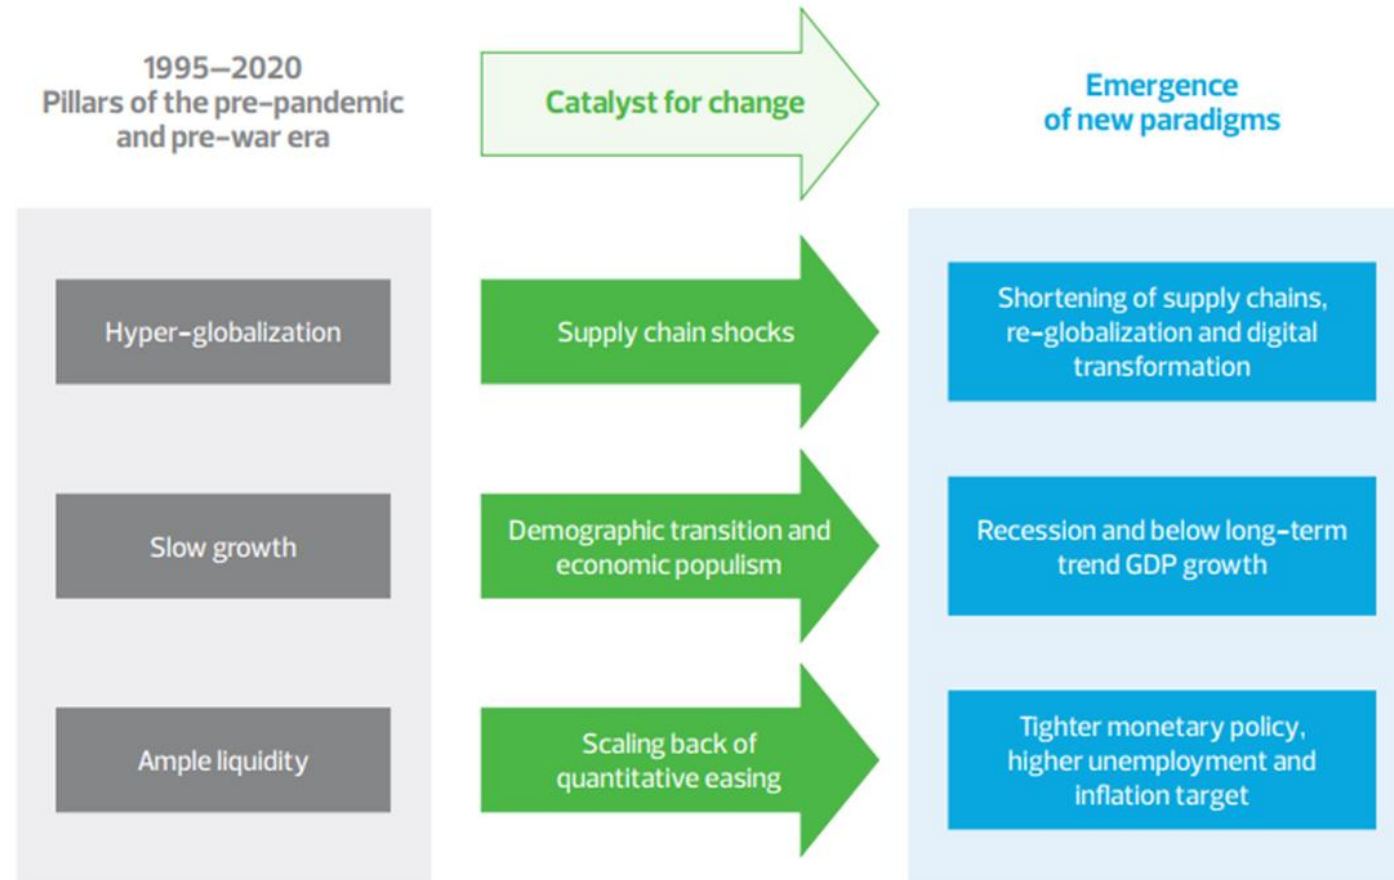 1995–2020
Pillars of the pre-pandemic
and pre-war era
Catalyst for change
Emergence
of new paradigms
Hyper-globalization
Supply chain shocks
Shortening of supply chains,
re-globalization and digital
transformation
Slow growth
Demographic transition and
economic populism
Recession and below long-term
trend GDP growth
Ample liquidity
Scaling back of
quantitative easing
Tighter monetary policy,
higher unemployment and
inflation target